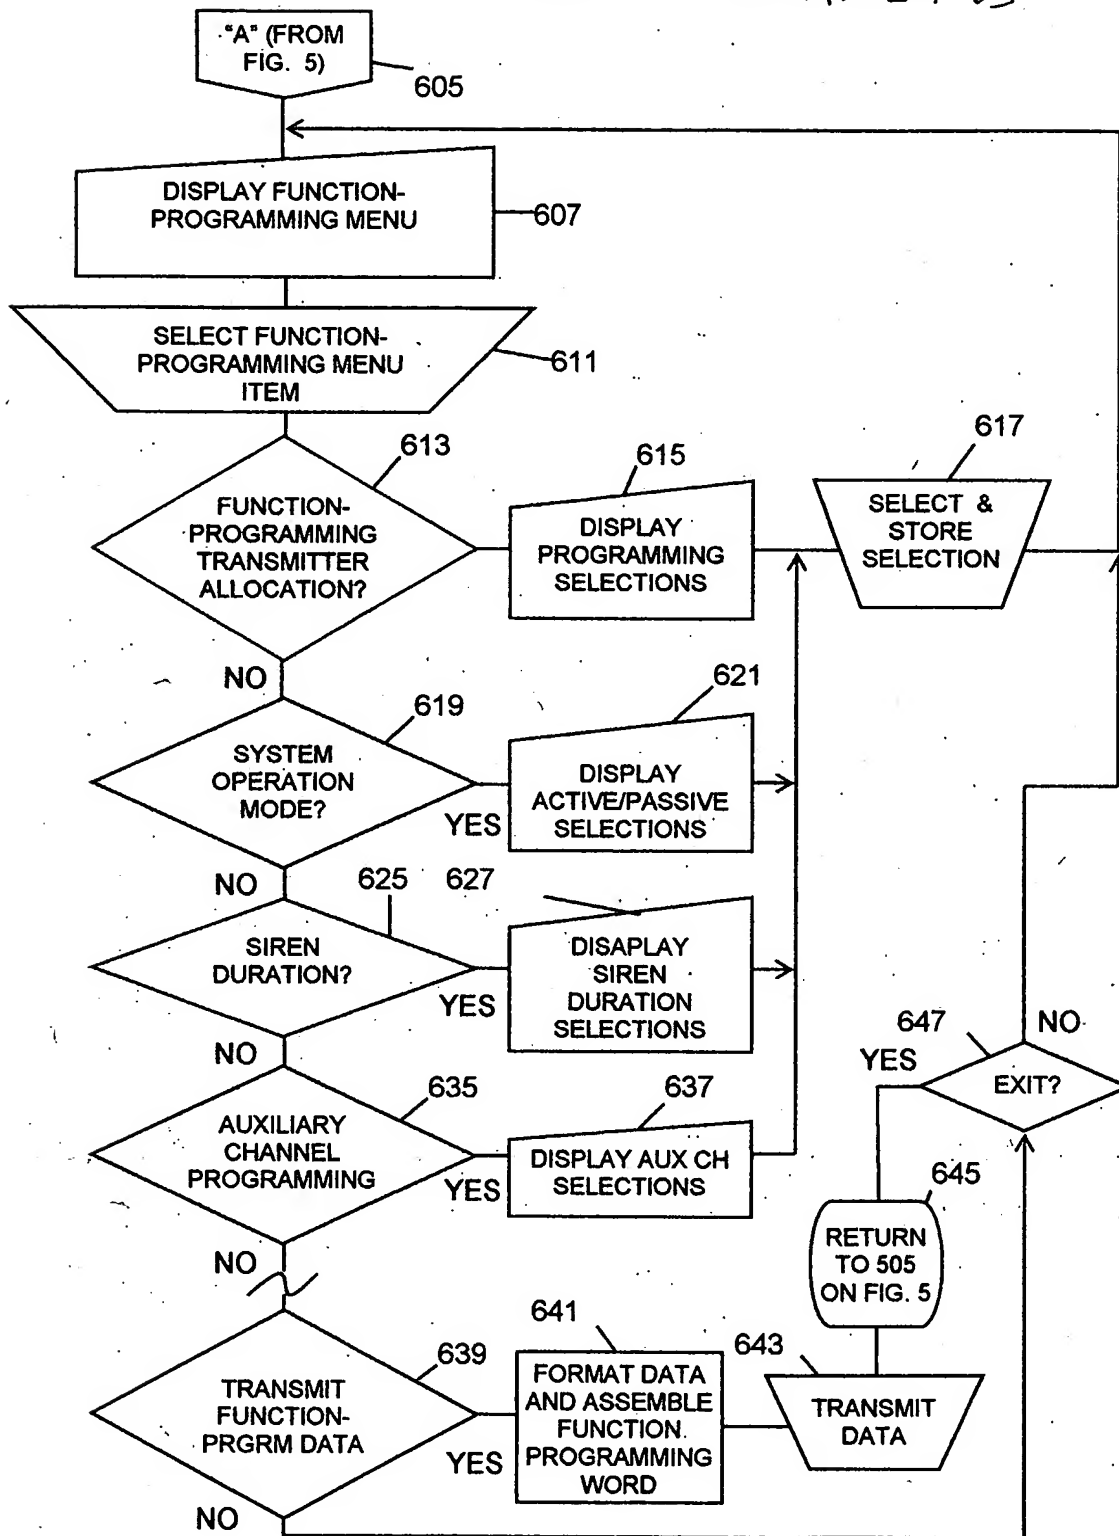 "A" (FROM
FIG. 5)
605
DISPLAY FUNCTION-
PROGRAMMING MENU
607
SELECT FUNCTION-
PROGRAMMING MENU
ITEM
611
613
FUNCTION-
PROGRAMMING
TRANSMITTER
ALLOCATION?
615
DISPLAY
PROGRAMMING
SELECTIONS
617
SELECT &
STORE
SELECTION
NO
619
SYSTEM
OPERATION
MODE?
YES
621
DISPLAY
ACTIVE/PASSIVE
SELECTIONS
NO
625
627
SIREN
DURATION?
YES
DISAPLAY
SIREN
DURATION
SELECTIONS
NO
635
AUXILIARY
CHANNEL
PROGRAMMING
YES
637
DISPLAY AUX CH
SELECTIONS
647
YES
NO
EXIT?
645
RETURN
TO 505
ON FIG. 5
NO
639
TRANSMIT
FUNCTION-
PRGRM DATA
YES
641
FORMAT DATA
AND ASSEMBLE
FUNCTION
PROGRAMMING
WORD
643
TRANSMIT
DATA
NO